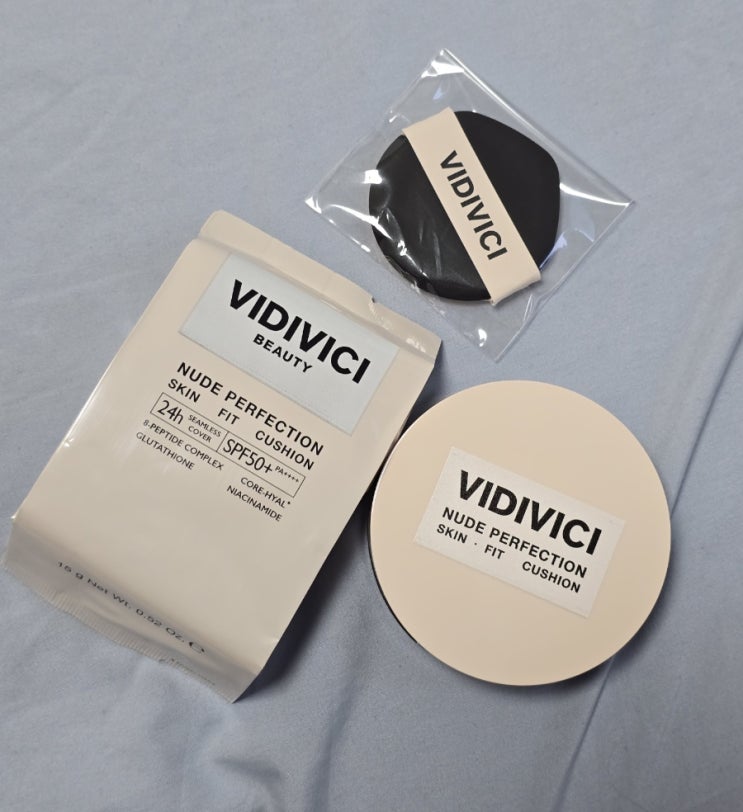 VIDIVICI
VIDIVICI
BEAUTY
NUDE PERFECTION
SKIN FIT CUSHION
24h SEAMLESS COVER SPF50+ PA++++
8-PEPTIDE COMPLEX CORE-HYAL*
GLUTATHIONE NIACINAMIDE
15 g Net Wt. 0.52 Oz. ℮
VIDIVICI
NUDE PERFECTION
SKIN · FIT CUSHION